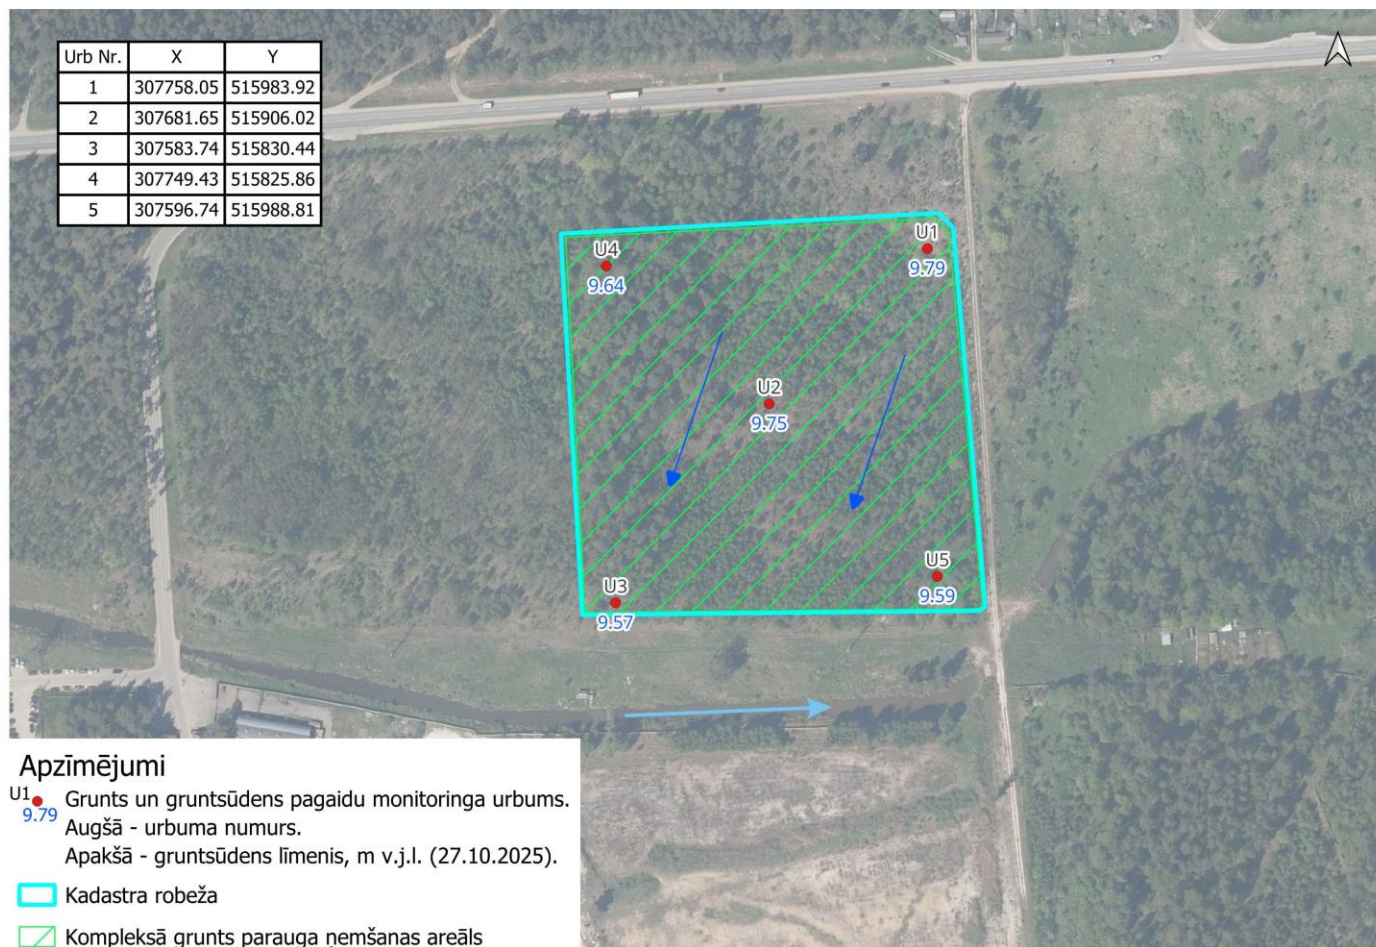 Urb Nr. X Y
1 307758.05 515983.92
2 307681.65 515906.02
3 307583.74 515830.44
4 307749.43 515825.86
5 307596.74 515988.81
U4
9.64
U1
9.79
U2
9.75
U3
9.57
U5
9.59
Apzīmējumi
U1
9.79
Grunts un gruntsūdens pagaidu monitoringa urbums.
Augšā - urbuma numurs.
Apakšā - gruntsūdens līmenis, m v.j.l. (27.10.2025).
Kadastra robeža
Kompleksā grunts parauga ņemšanas areāls